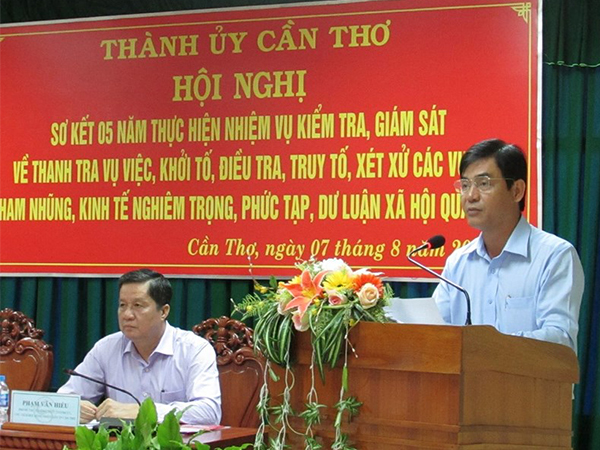 THÀNH ỦY CẦN THƠ
HỘI NGHỊ
SƠ KẾT 05 NĂM THỰC HIỆN NHIỆM VỤ KIỂM TRA, GIÁM SÁT
VỀ THANH TRA VỤ VIỆC, KHỞI TỐ, ĐIỀU TRA, TRUY TỐ, XÉT XỬ CÁC VỤ
HAM NHŨNG, KINH TẾ NGHIÊM TRỌNG, PHỨC TẠP, DƯ LUẬN XÃ HỘI QU
Cần Thơ, ngày 07 tháng 8 năm 20
PHẠM VĂN HIỂU